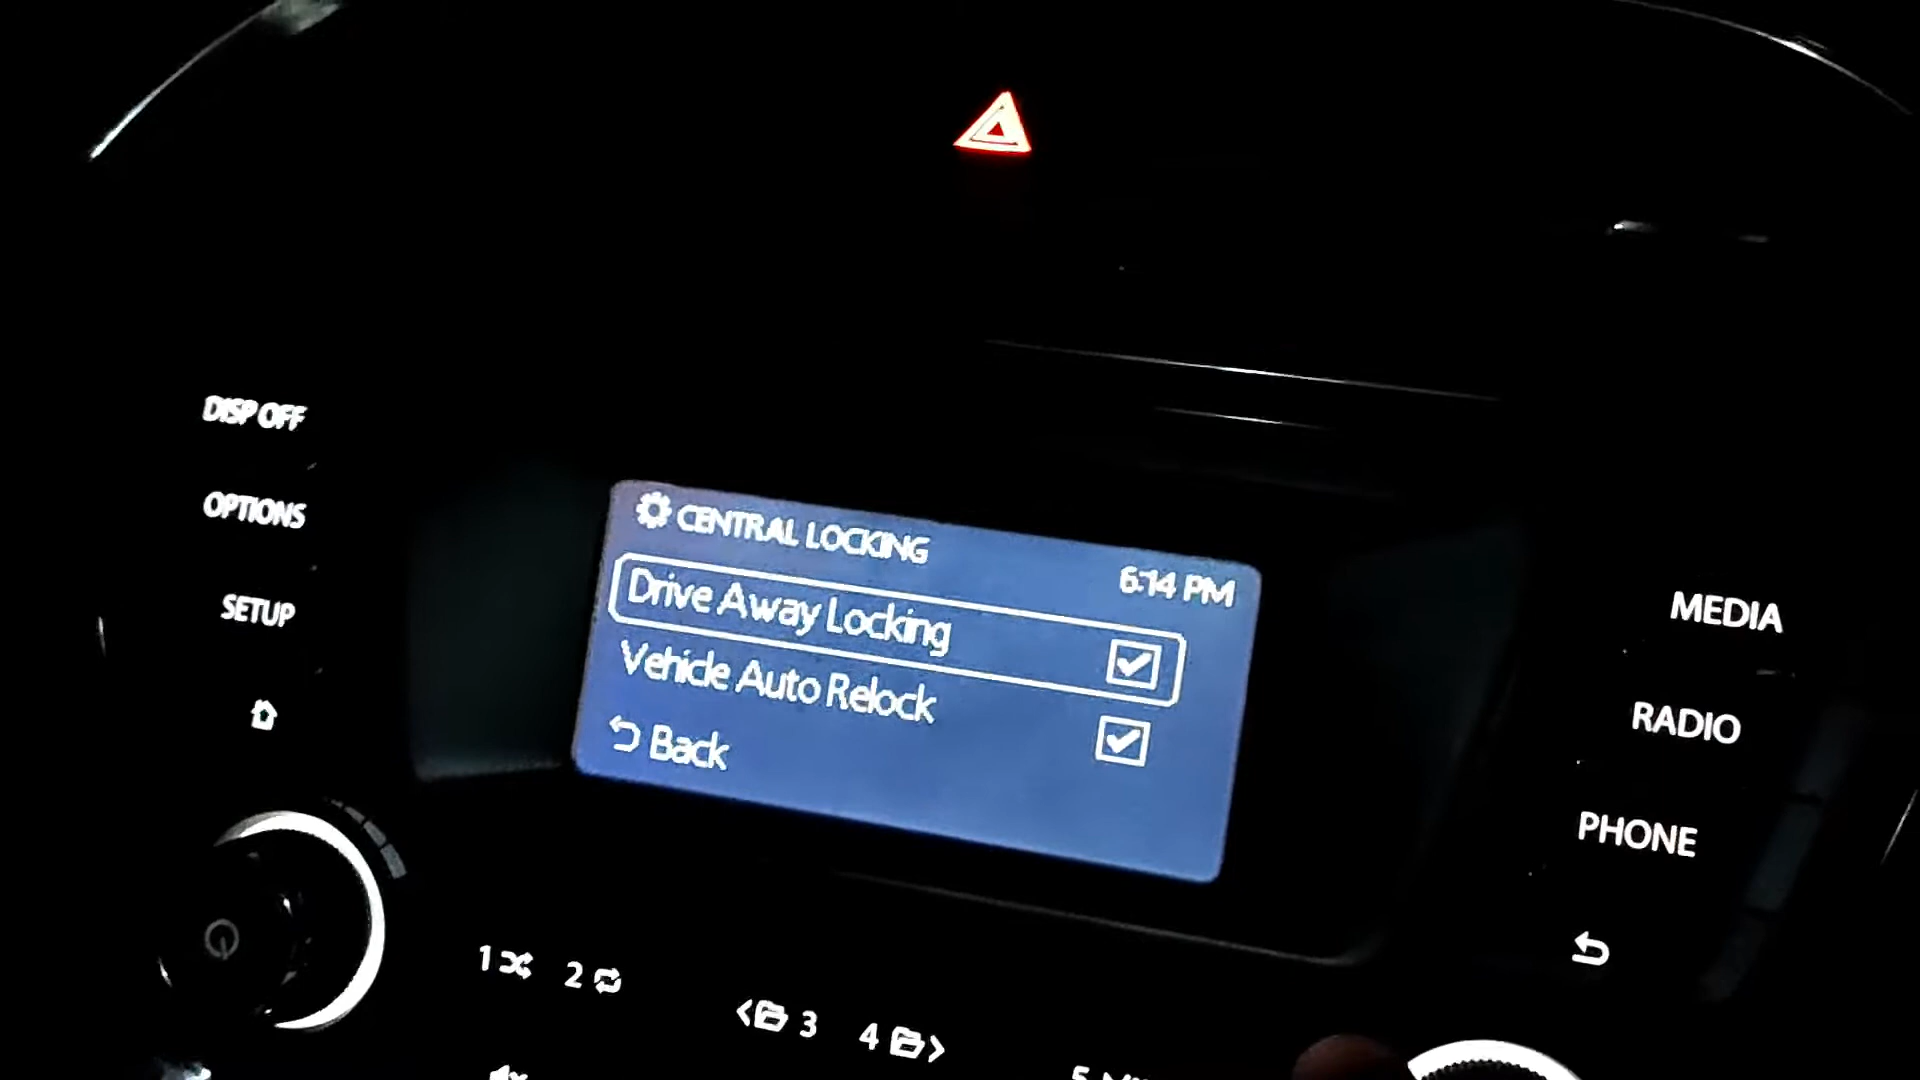 DISP OFF
OPTIONS
SETUP
CENTRAL LOCKING
6:14 PM
Drive Away Locking
Vehicle Auto Relock
Back
MEDIA
RADIO
PHONE
1
2
3
4
5